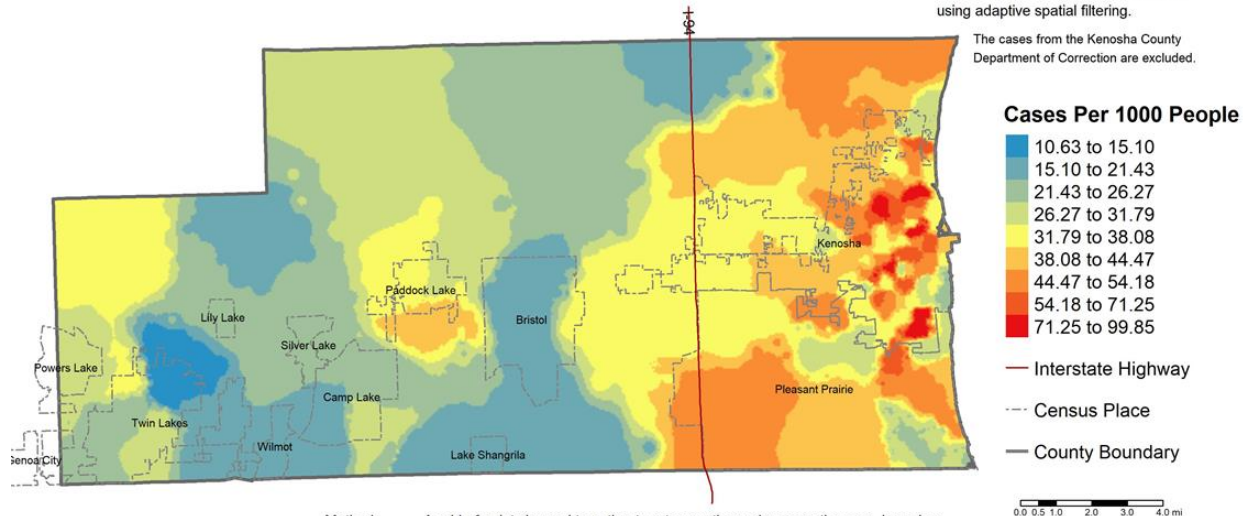 using adaptive spatial filtering.
The cases from the Kenosha County
Department of Correction are excluded.
I-94
Cases Per 1000 People
10.63 to 15.10
15.10 to 21.43
21.43 to 26.27
26.27 to 31.79
31.79 to 38.08
38.08 to 44.47
44.47 to 54.18
54.18 to 71.25
71.25 to 99.85
Interstate Highway
Census Place
County Boundary
0.0 0.5 1.0 2.0 3.0 4.0 mi
Kenosha
Paddock Lake
Lily Lake
Bristol
Silver Lake
Powers Lake
Pleasant Prairie
Camp Lake
Twin Lakes
Wilmot
Lake Shangrila
Genoa City